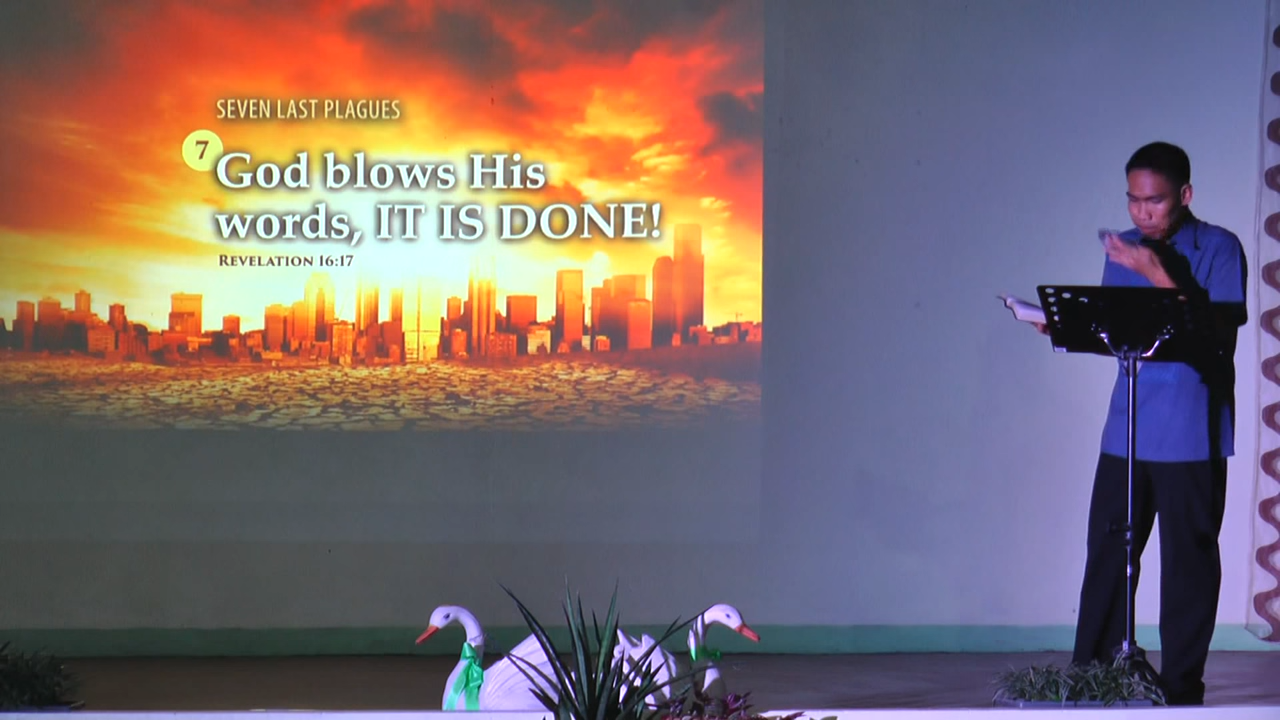 SEVEN LAST PLAGUES
7
God blows His
words, IT IS DONE!
REVELATION 16:17